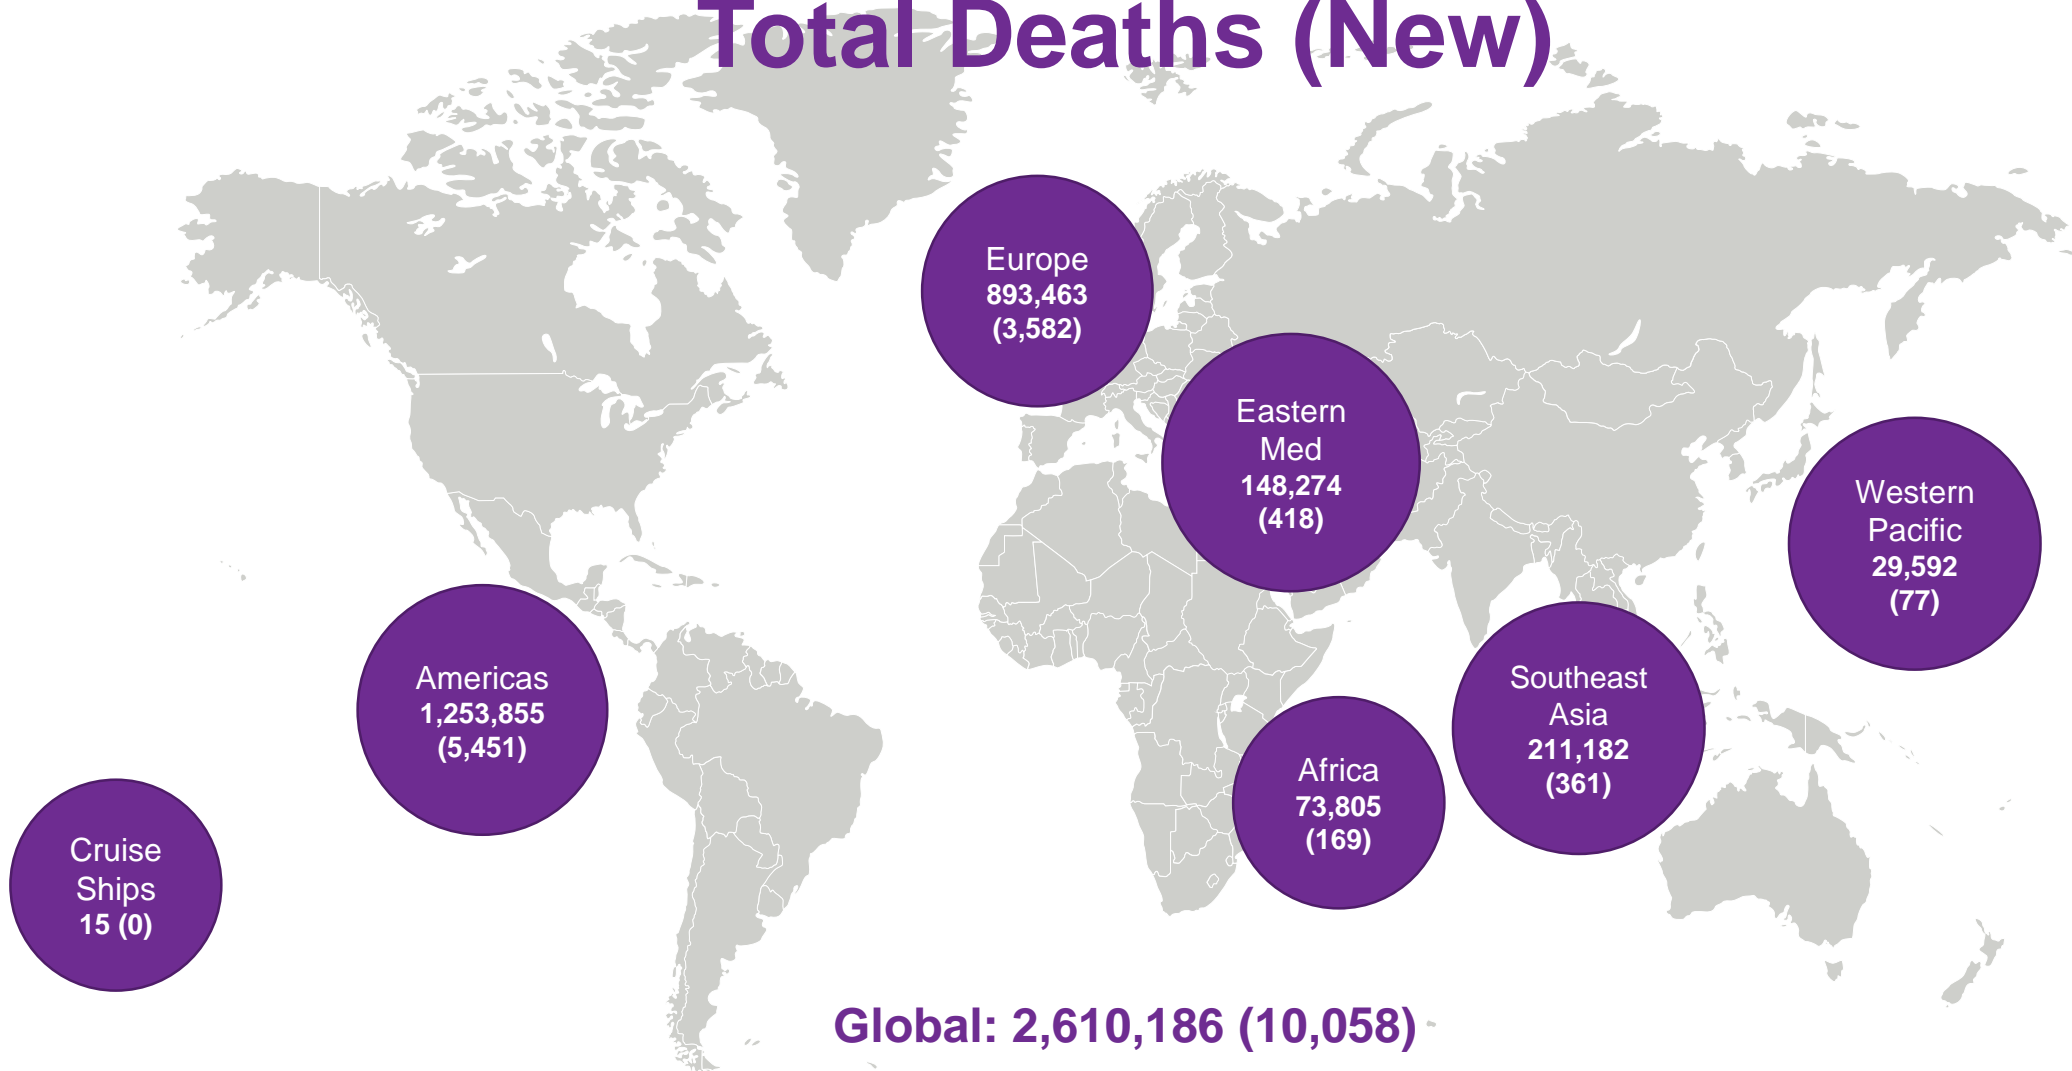 Total Deaths (New)
Europe
893,463
(3,582)
Eastern
Med
148,274
(418)
Western
Pacific
29,592
(77)
Americas
1,253,855
(5,451)
Southeast
Asia
211,182
(361)
Africa
73,805
(169)
Cruise
Ships
15 (0)
Global: 2,610,186 (10,058)